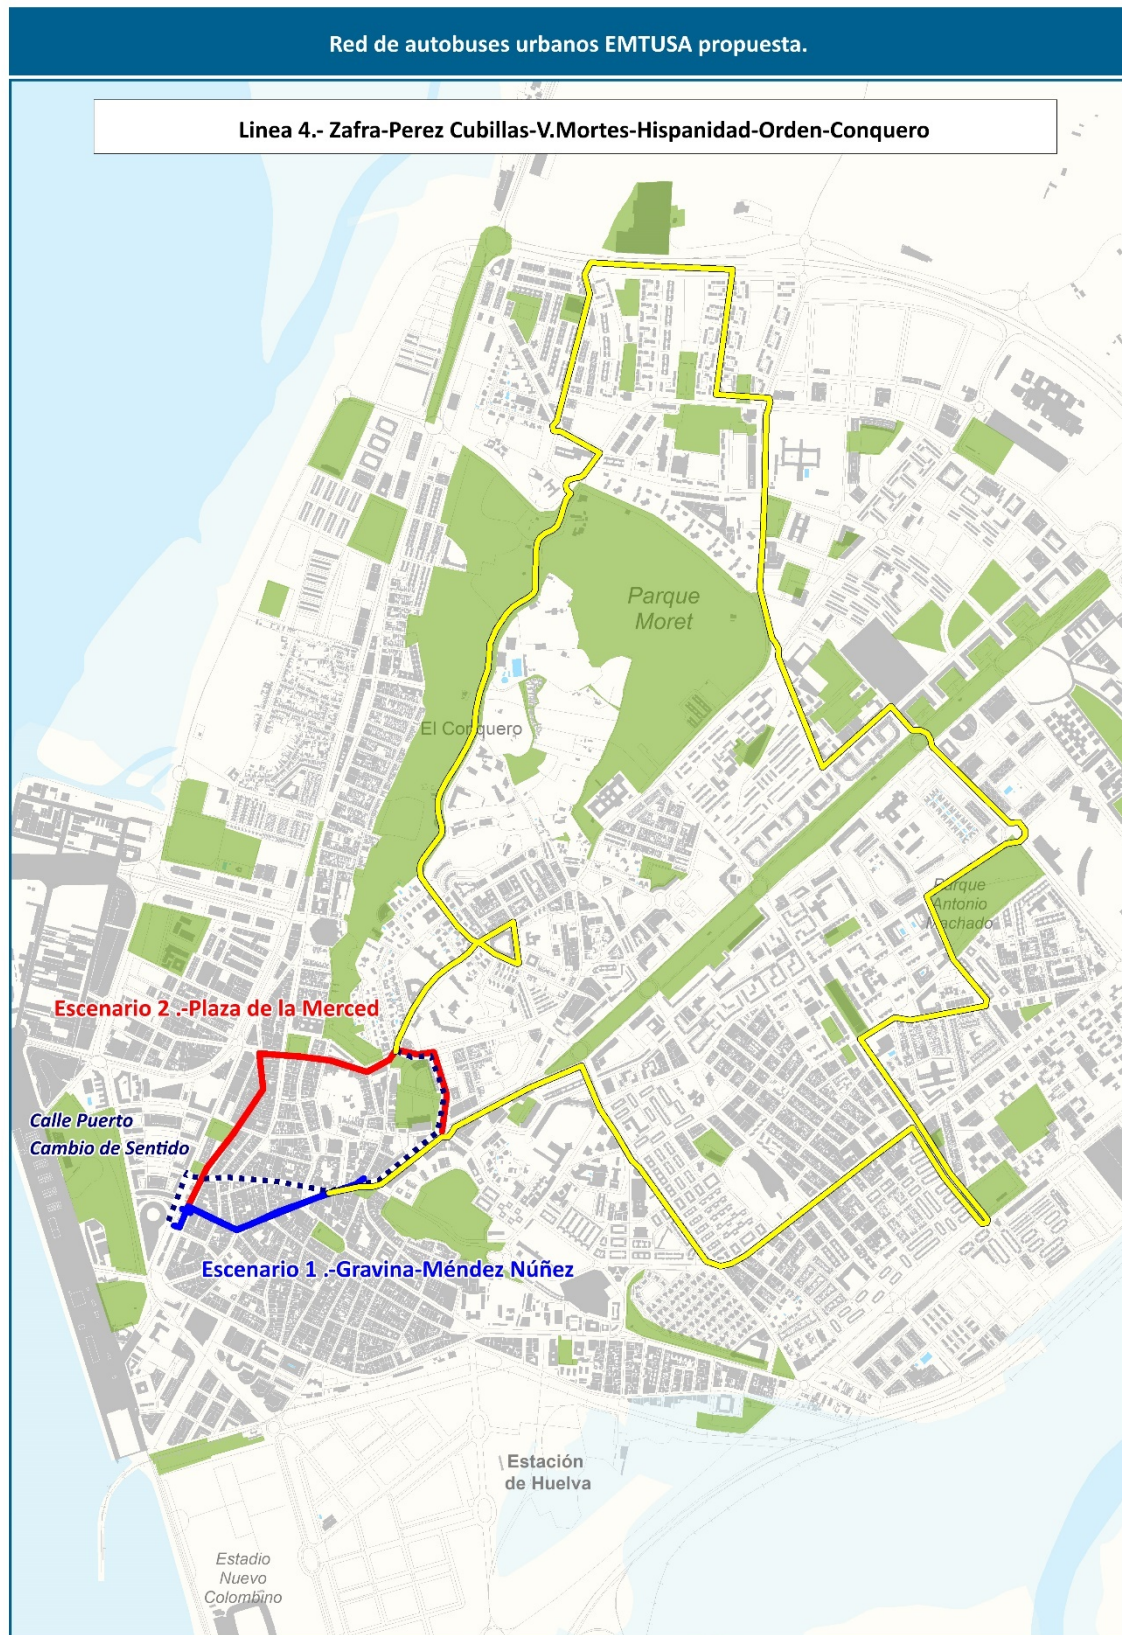 Red de autobuses urbanos EMTUSA propuesta.
Linea 4.- Zafra-Perez Cubillas-V.Mortes-Hispanidad-Orden-Conquero
Parque
Moret
El Conquero
Parque
Antonio
Machado
Escenario 2 .-Plaza de la Merced
Calle Puerto
Cambio de Sentido
Escenario 1 .-Gravina-Méndez Núñez
Estación
de Huelva
Estadio
Nuevo
Colombino